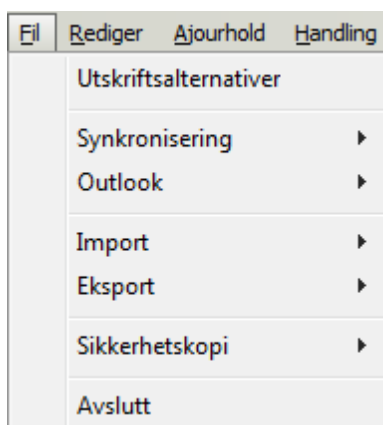 Fil Rediger Ajourhold Handling
Utskriftsalternativer
Synkronisering
Outlook
Import
Eksport
Sikkerhetskopi
Avslutt